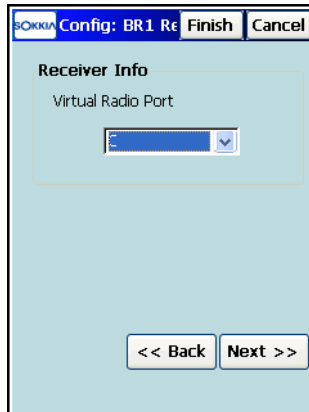 SOKKIA Config: BR1 Re Finish Cancel
Receiver Info
Virtual Radio Port
C
<< Back Next >>